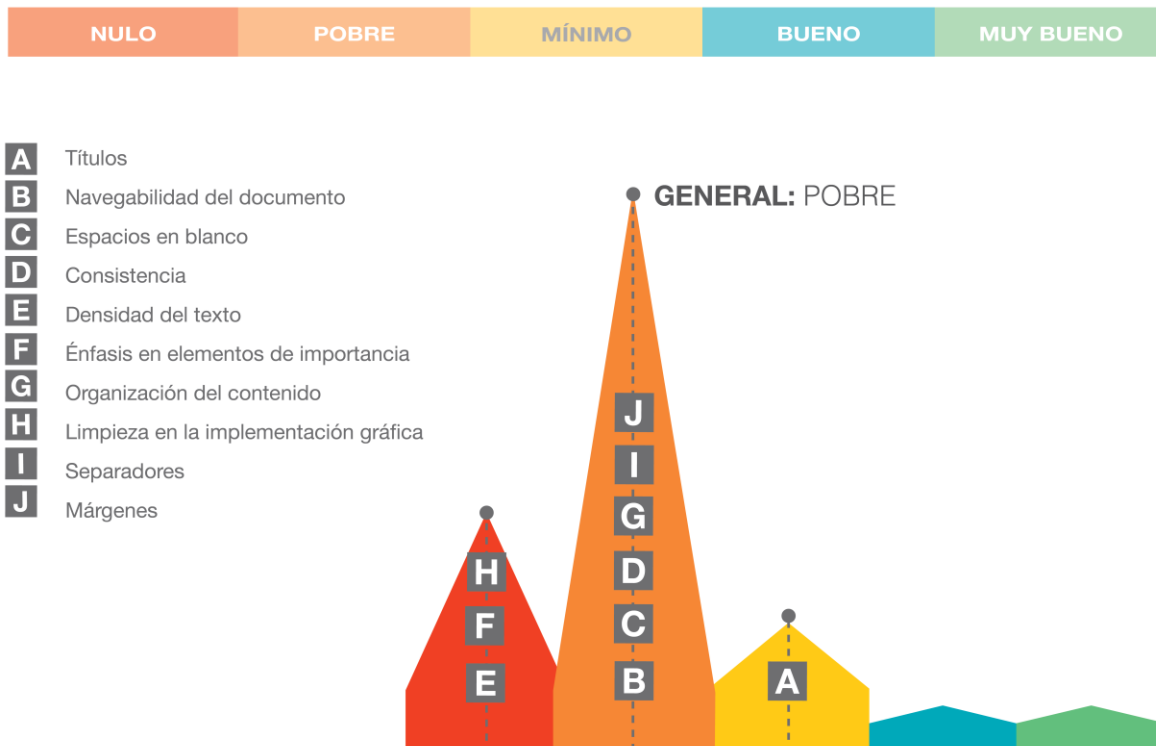 NULO POBRE MÍNIMO BUENO MUY BUENO
A Títulos
B Navegabilidad del documento
GENERAL: POBRE
C Espacios en blanco
D Consistencia
E Densidad del texto
F Énfasis en elementos de importancia
G Organización del contenido
H Limpieza en la implementación gráfica
I Separadores
J Márgenes
J
I
G
H D
F C
E B A